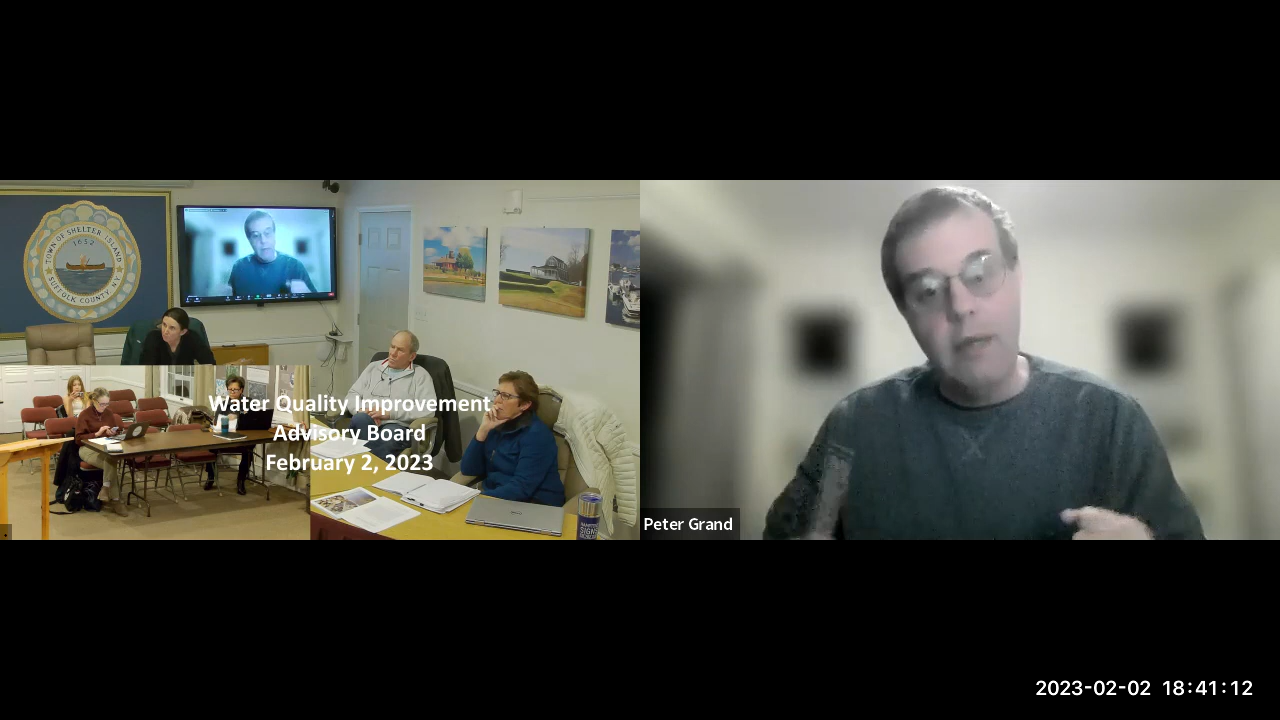 TOWN OF SHELTER ISLAND
1652
SUFFOLK COUNTY, N.Y.
Water Quality Improvement
Advisory Board
February 2, 2023
Peter Grand
2023-02-02 18:41:12